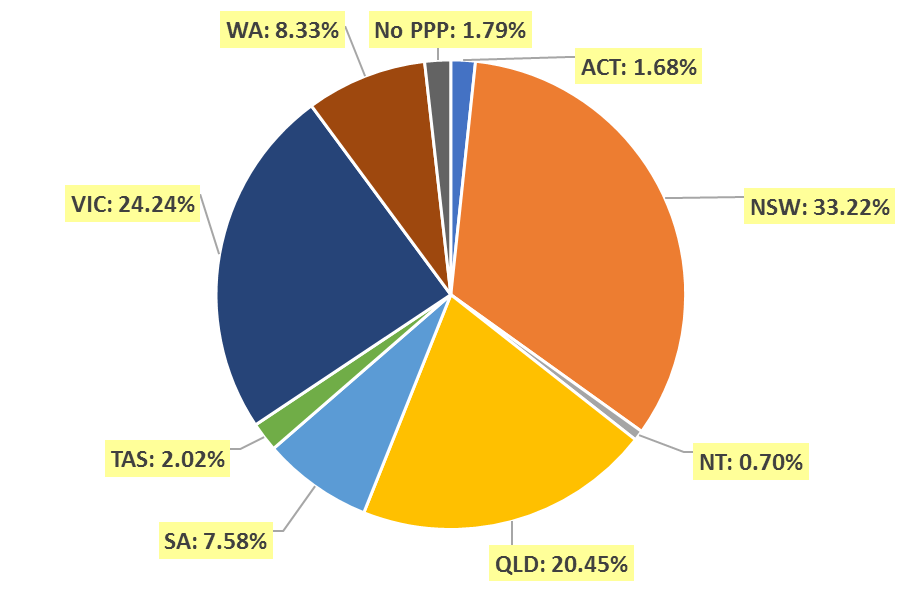 WA: 8.33%
No PPP: 1.79%
ACT: 1.68%
VIC: 24.24%
NSW: 33.22%
TAS: 2.02%
NT: 0.70%
SA: 7.58%
QLD: 20.45%